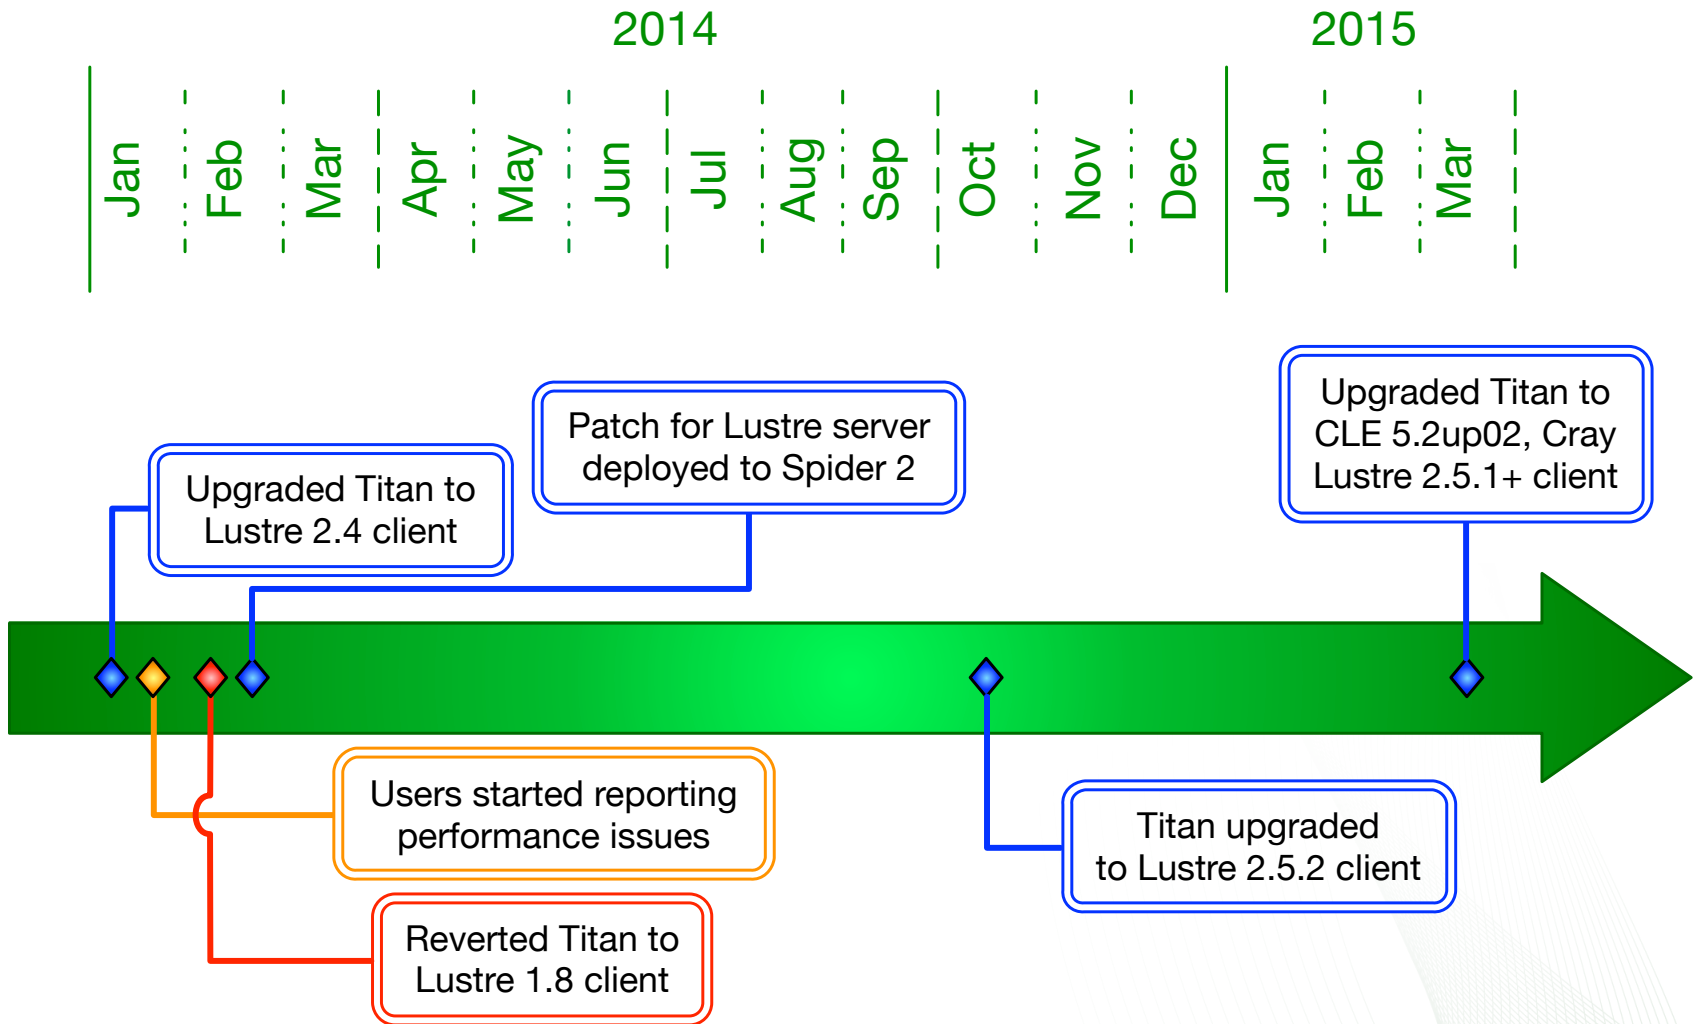 2014
2015
Jan
Feb
Mar
Apr
May
Jun
Jul
Aug
Sep
Oct
Nov
Dec
Jan
Feb
Mar
Upgraded Titan to
Lustre 2.4 client
Patch for Lustre server
deployed to Spider 2
Upgraded Titan to
CLE 5.2up02, Cray
Lustre 2.5.1+ client
Users started reporting
performance issues
Reverted Titan to
Lustre 1.8 client
Titan upgraded
to Lustre 2.5.2 client